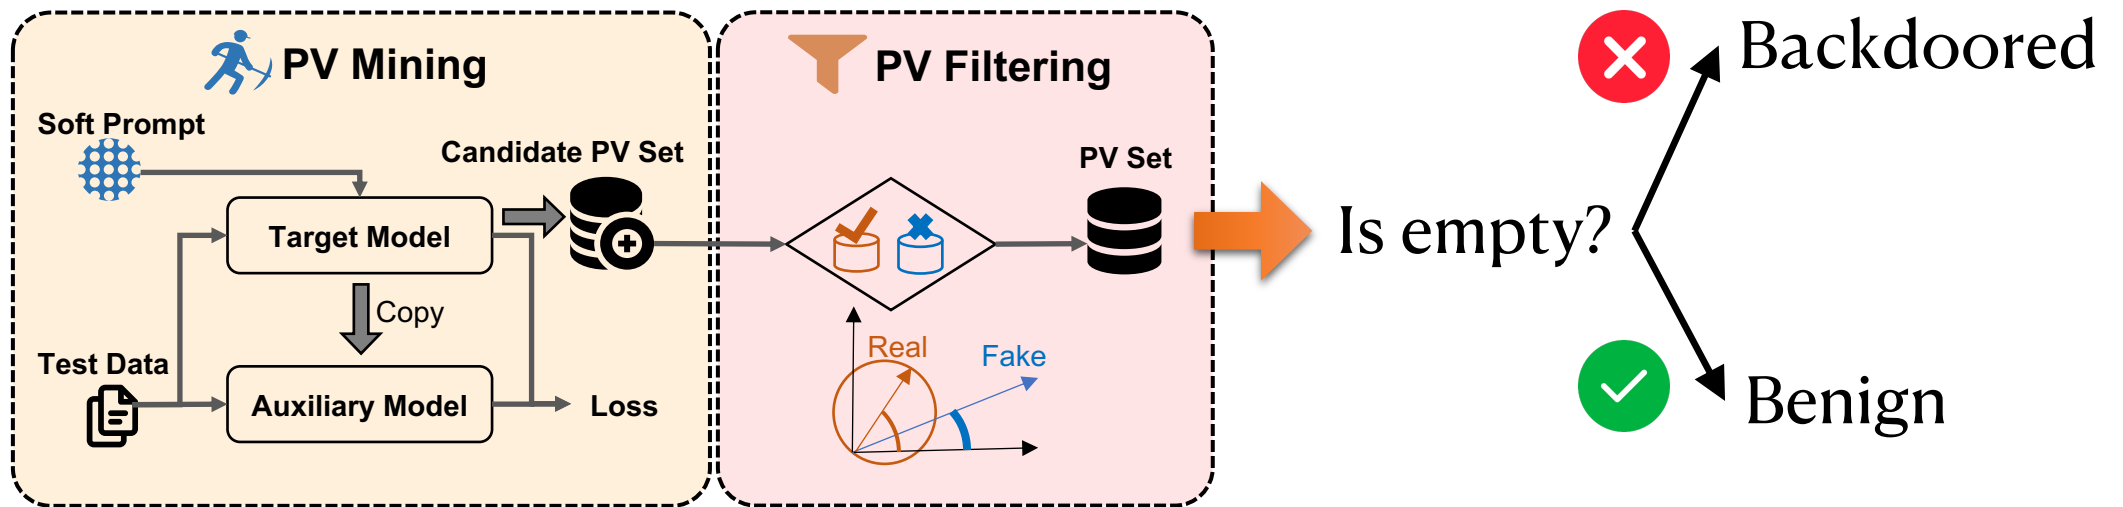 PV Mining
Soft Prompt
Candidate PV Set
Target Model
Copy
Test Data
Auxiliary Model
Loss
PV Filtering
PV Set
Real
Fake
Is empty?
Backdoored
Benign